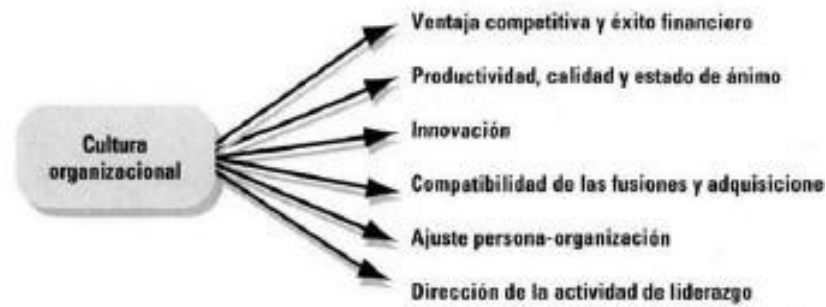 Ventaja competitiva y éxito financiero
Productividad, calidad y estado de ánimo
Innovación
Cultura
organizacional
Compatibilidad de las fusiones y adquisicione
Ajuste persona-organización
Dirección de la actividad de liderazgo